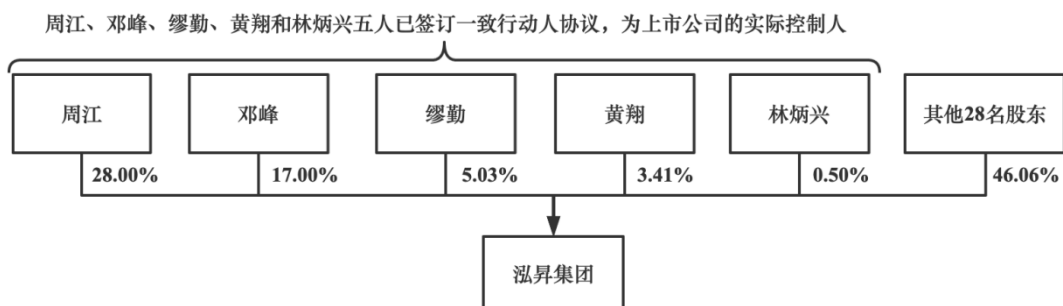 周江、邓峰、缪勤、黄翔和林炳兴五人已签订一致行动人协议，为上市公司的实际控制人
周江 邓峰 缪勤 黄翔 林炳兴 其他28名股东
28.00% 17.00% 5.03% 3.41% 0.50% 46.06%
泓昇集团